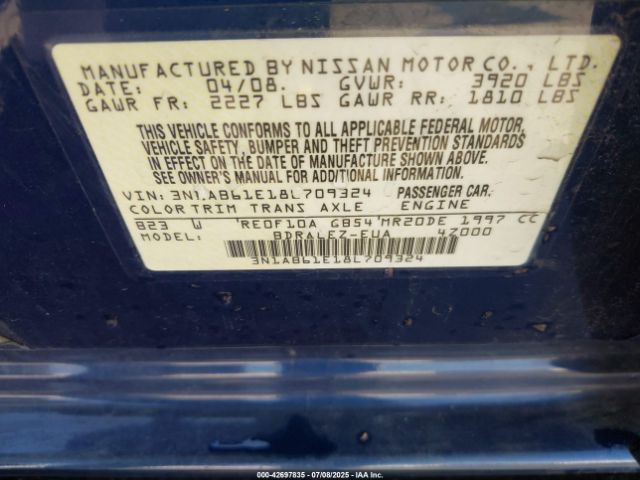 MANUFACTURED BY NISSAN MOTOR CO., LTD.
DATE: 04/08. GVWR: 3920 LBS
GAWR FR: 2227 LBS GAWR RR: 1810 LBS
THIS VEHICLE CONFORMS TO ALL APPLICABLE FEDERAL MOTOR,
VEHICLE SAFETY, BUMPER AND THEFT PREVENTION STANDARDS
IN EFFECT ON THE DATE OF MANUFACTURE SHOWN ABOVE.
SEE OWNER'S MANUAL FOR ADDITIONAL INFORMATION.
VIN: 3N1AB61E18L709324 PASSENGER CAR.
COLOR TRIM TRANS AXLE ENGINE
B23 W RE0F10A GB54 MR20DE 1997 CC
MODEL: BDRALEZ-EUA 4Z000
3N1AB61E18L709324
000-42697835 07/08/2025 IAAI.COM